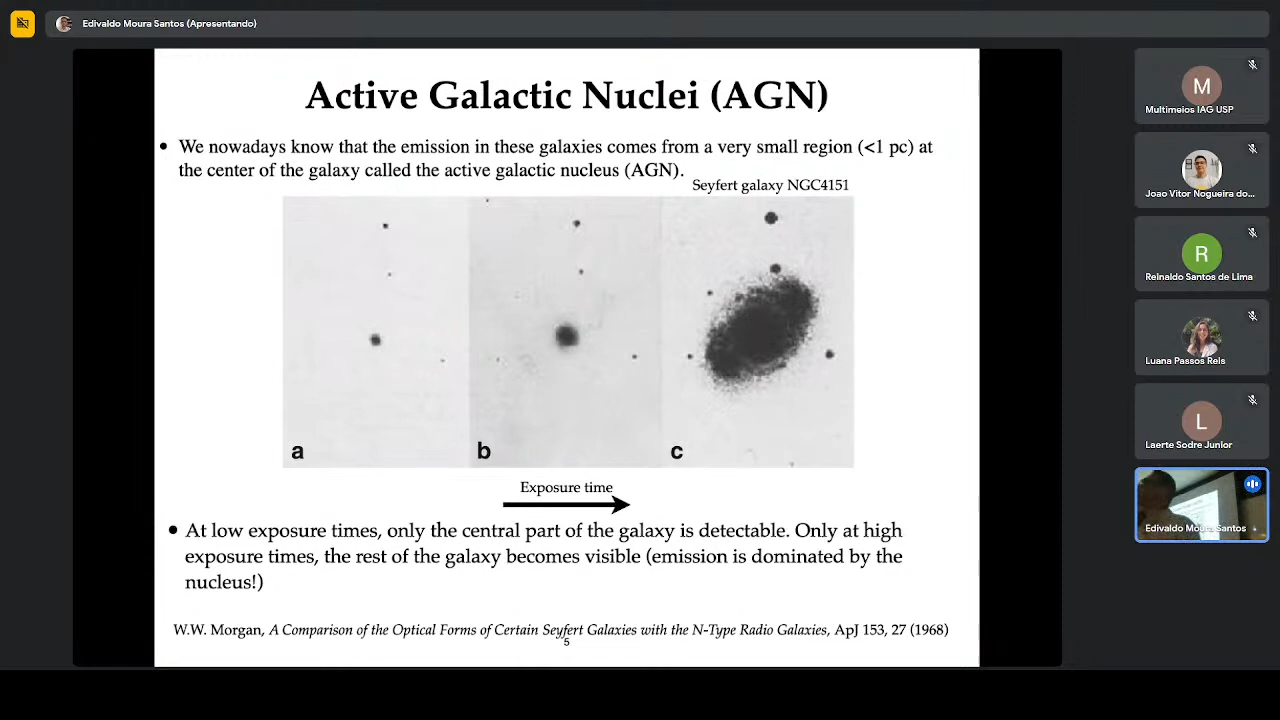 Edivaldo Moura Santos (Apresentando)
Active Galactic Nuclei (AGN)
• We nowadays know that the emission in these galaxies comes from a very small region (<1 pc) at
the center of the galaxy called the active galactic nucleus (AGN).
Seyfert galaxy NGC4151
a
b
c
Exposure time
• At low exposure times, only the central part of the galaxy is detectable. Only at high
exposure times, the rest of the galaxy becomes visible (emission is dominated by the
nucleus!)
W.W. Morgan, A Comparison of the Optical Forms of Certain Seyfert Galaxies with the N-Type Radio Galaxies, ApJ 153, 27 (1968)
5
M
Multimeios IAG USP
Joao Vitor Nogueira do...
R
Reinaldo Santos de Lima
Luana Passos Reis
L
Laerte Sodre Junior
Edivaldo Moura Santos